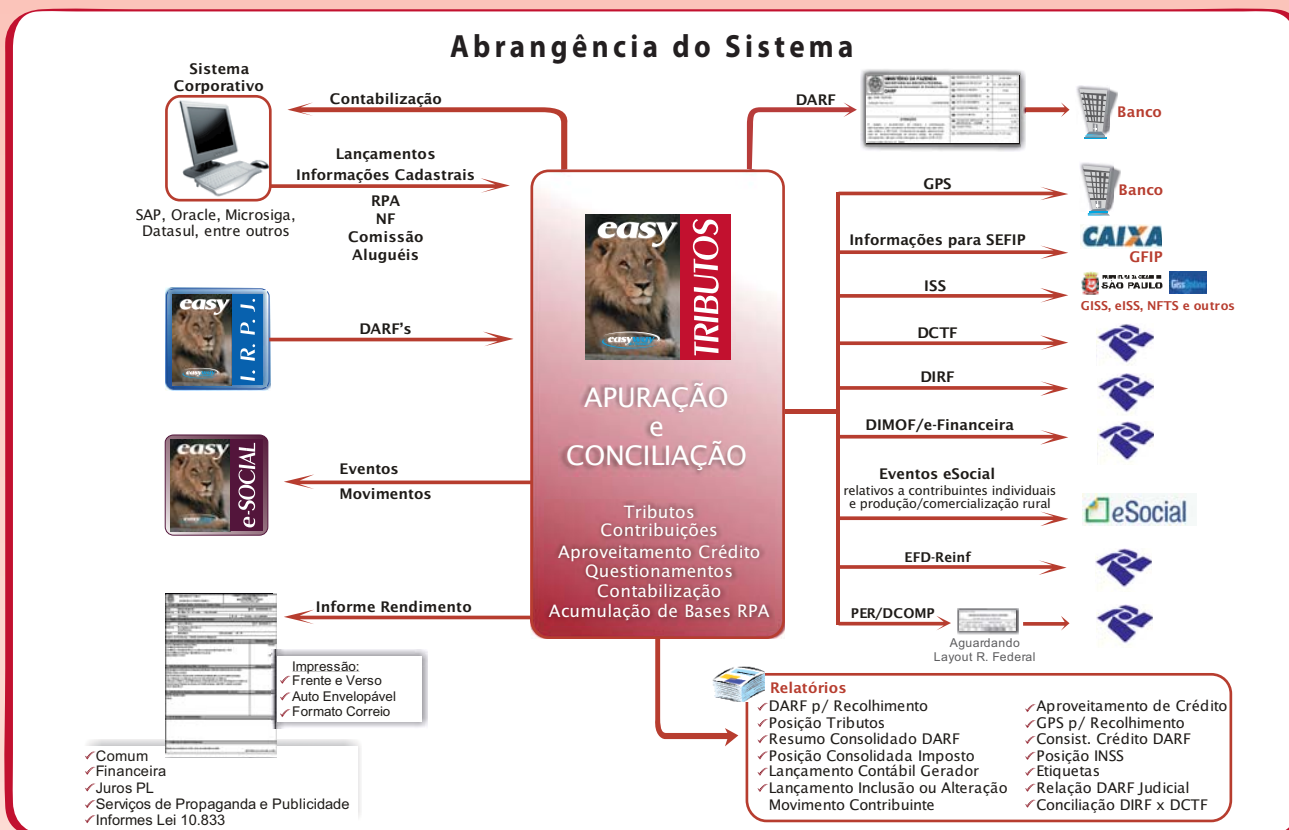 Abrangência do Sistema
Sistema
Corporativo
Contabilização
Lançamentos
Informações Cadastrais
RPA
NF
Comissão
Aluguéis
SAP, Oracle, Microsiga,
Datasul, entre outros
easy
I. R. P. J.
DARF's
easy
e-SOCIAL
Eventos
Movimentos
Informe Rendimento
Impressão:
Frente e Verso
Auto Envelopável
Formato Correio
Comum
Financeira
Juros PL
Serviços de Propaganda e Publicidade
Informes Lei 10.833
easy
TRIBUTOS
APURAÇÃO
e
CONCILIAÇÃO
Tributos
Contribuições
Aproveitamento Crédito
Questionamentos
Contabilização
Acumulação de Bases RPA
DARF
MINISTÉRIO DA FAZENDA
DARF
Banco
GPS
Banco
Informações para SEFIP
CAIXA
GFIP
ISS
SÃO PAULO
GissOnline
GISS, eISS, NFTS e outros
DCTF
DIRF
DIMOF/e-Financeira
Eventos eSocial
relativos a contribuintes individuais
e produção/comercialização rural
eSocial
EFD-Reinf
PER/DCOMP
Aguardando
Layout R. Federal
Relatórios
DARF p/ Recolhimento
Posição Tributos
Resumo Consolidado DARF
Posição Consolidada Imposto
Lançamento Contábil Gerador
Lançamento Inclusão ou Alteração
Movimento Contribuinte
Aproveitamento de Crédito
GPS p/ Recolhimento
Consist. Crédito DARF
Posição INSS
Etiquetas
Relação DARF Judicial
Conciliação DIRF x DCTF